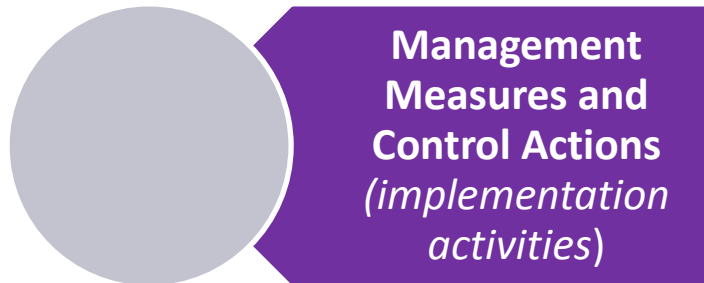 Management
Measures and
Control Actions
(implementation
activities)